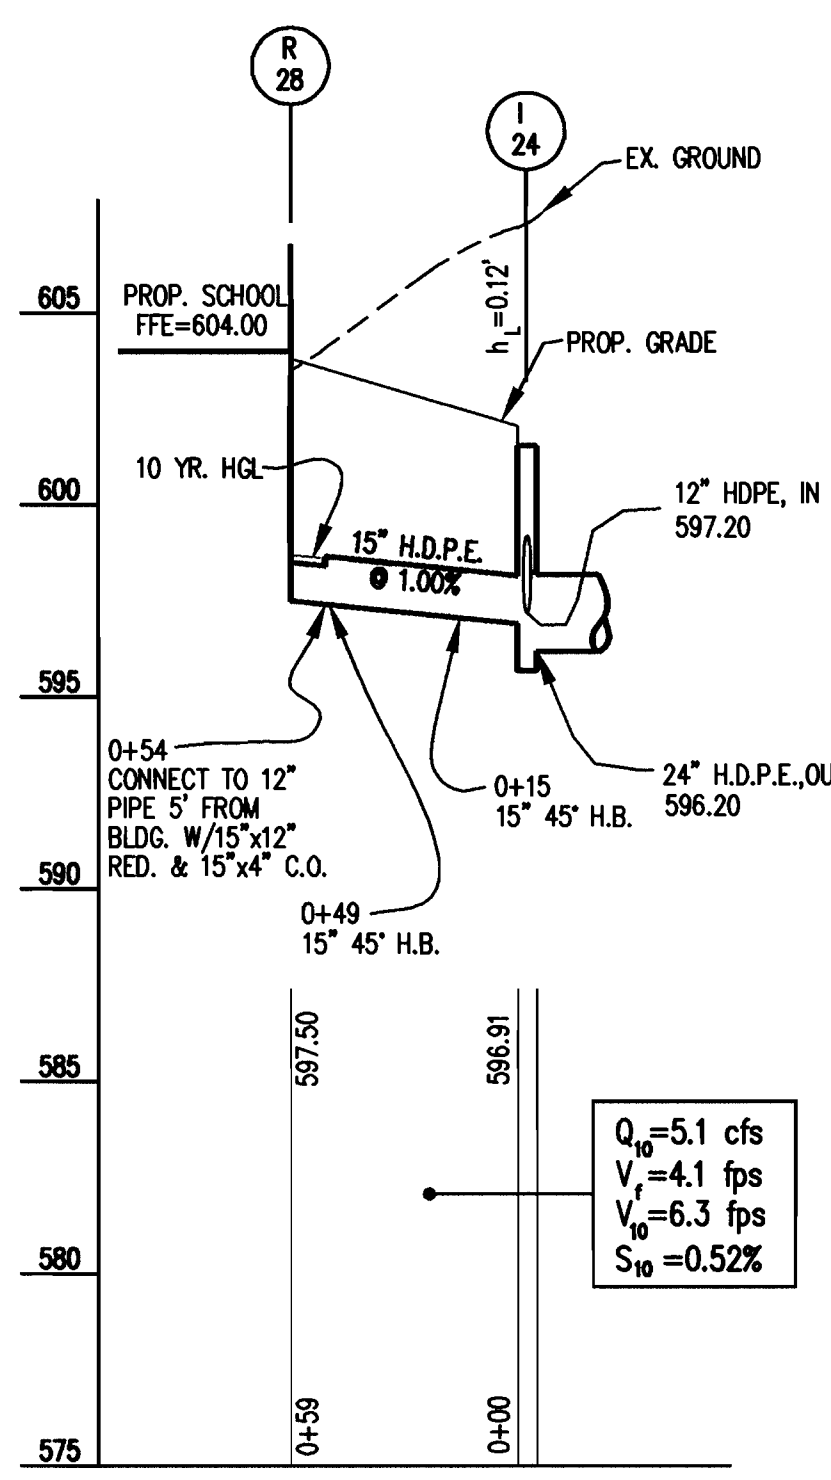 R
28
I
24
EX. GROUND
605
PROP. SCHOOL
FFE=604.00
hL=0.12'
PROP. GRADE
10 YR. HGL
600
15" H.D.P.E.
@ 1.00%
12" HDPE, IN
597.20
595
0+54
CONNECT TO 12"
PIPE 5' FROM
BLDG. W/15"x12"
RED. & 15"x4" C.O.
0+15
15" 45° H.B.
24" H.D.P.E.,OU
596.20
590
0+49
15" 45° H.B.
585
597.50
596.91
Q10=5.1 cfs
Vf=4.1 fps
V10=6.3 fps
S10=0.52%
580
0+59
0+00
575